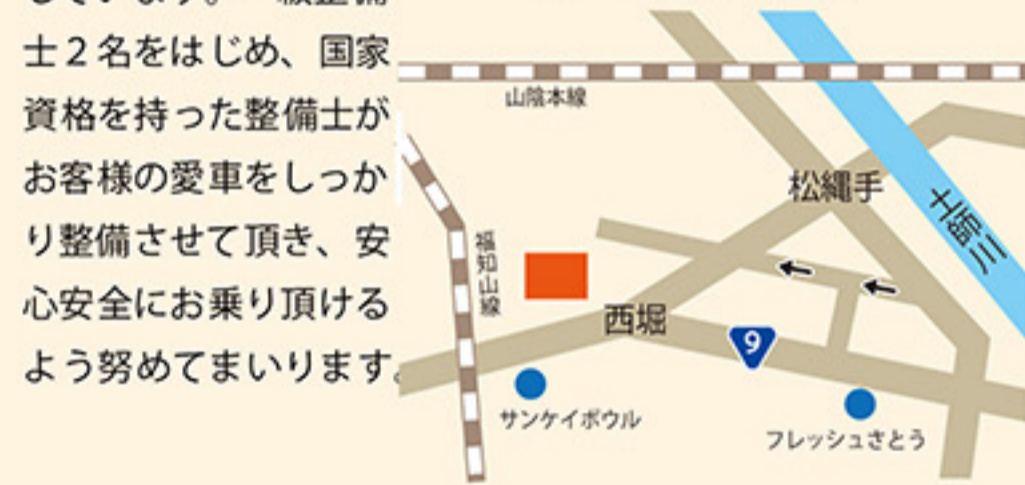 士２名をはじめ、国家
資格を持った整備士が
お客様の愛車をしっか
り整備させて頂き、安
心安全にお乗り頂ける
よう努めてまいります。
山陰本線
松縄手
土師川
福知山線
西堀
9
サンケイボウル
フレッシュさとう